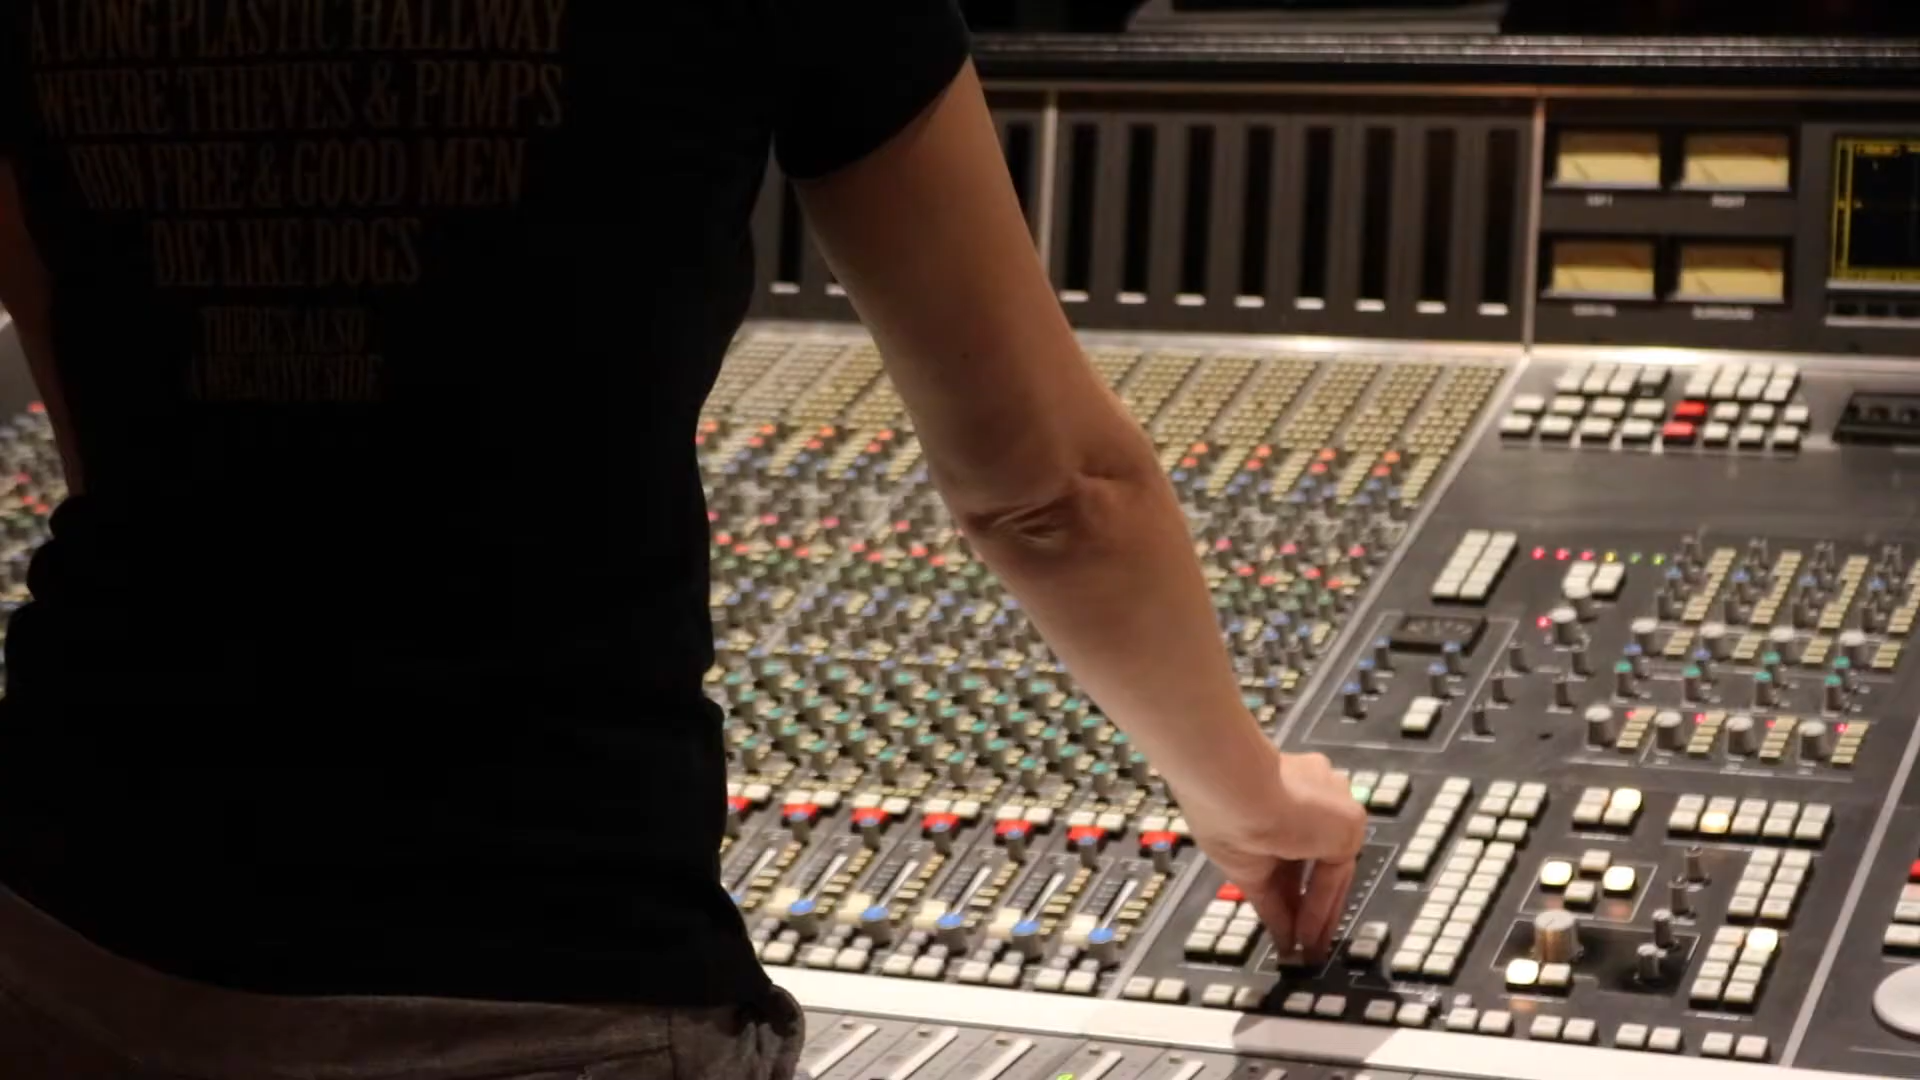 A LONG PLASTIC HALLWAY
WHERE THIEVES & PIMPS
RUN FREE & GOOD MEN
DIE LIKE DOGS
THERE'S ALSO
A NEGATIVE SIDE